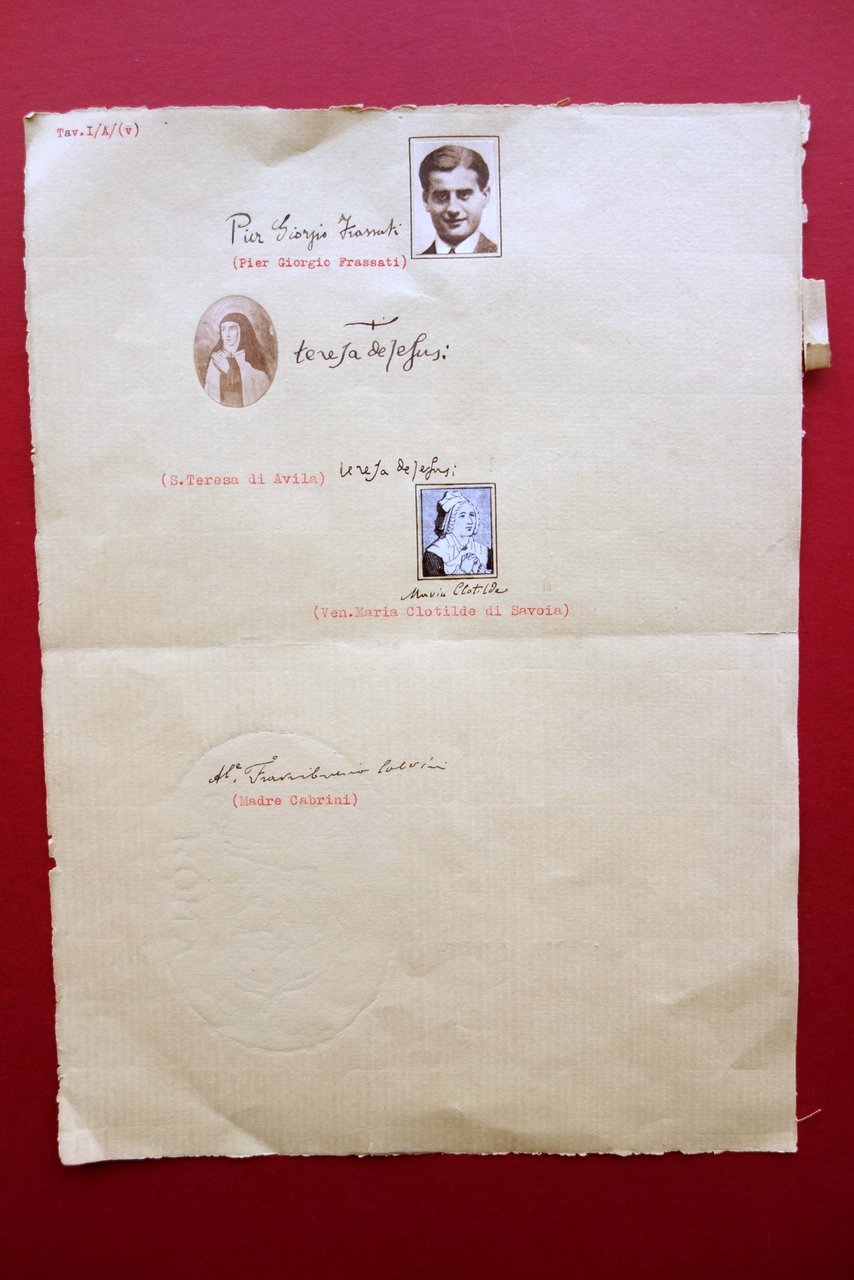 Tav.I/A/(v)
Pier Giorgio Frassati
(Pier Giorgio Frassati)
teresa de Jesus
(S.Teresa di Avila) teresa de Jesus
Maria Clotilde
(Ven.Maria Clotilde di Savoia)
(Madre Cabrini)
ROMA